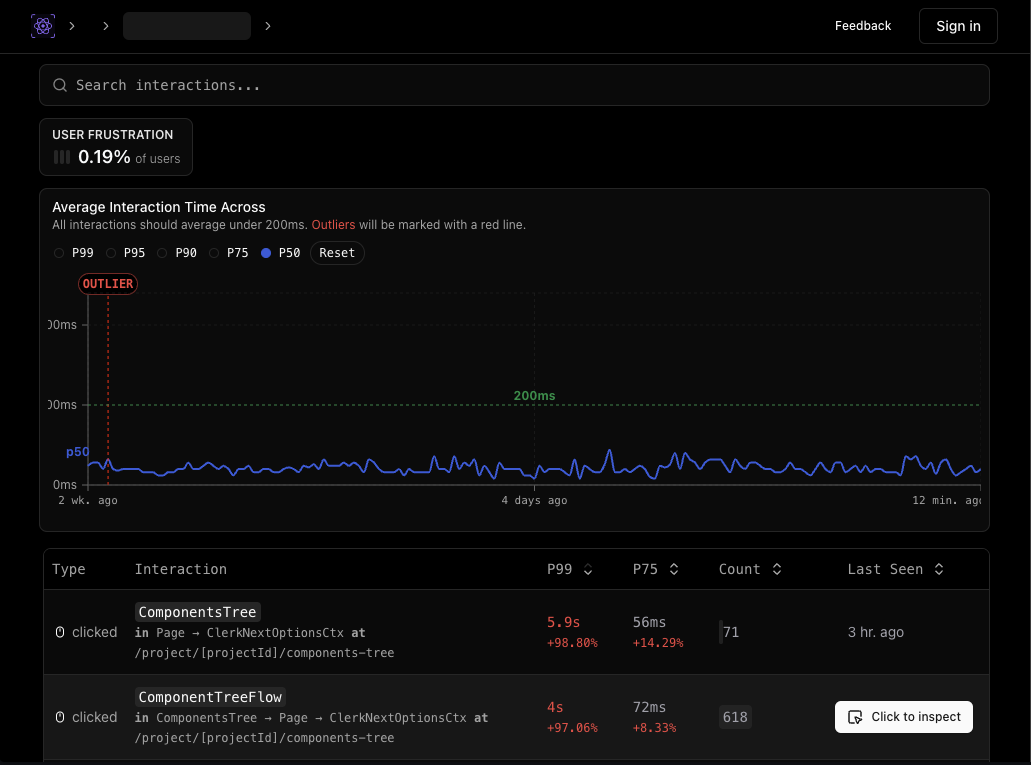 Feedback
Sign in
Search interactions...
USER FRUSTRATION
0.19% of users
Average Interaction Time Across
All interactions should average under 200ms. Outliers will be marked with a red line.
P99 P95 P90 P75 P50 Reset
OUTLIER
00ms
200ms
00ms
p50
0ms
2 wk. ago 4 days ago 12 min. ago
Type Interaction P99 P75 Count Last Seen
ComponentsTree
clicked in Page → ClerkNextOptionsCtx at
/project/[projectId]/components-tree
5.9s
+98.80%
56ms
+14.29%
71
3 hr. ago
ComponentTreeFlow
clicked in ComponentsTree → Page → ClerkNextOptionsCtx at
/project/[projectId]/components-tree
4s
+97.06%
72ms
+8.33%
618
Click to inspect